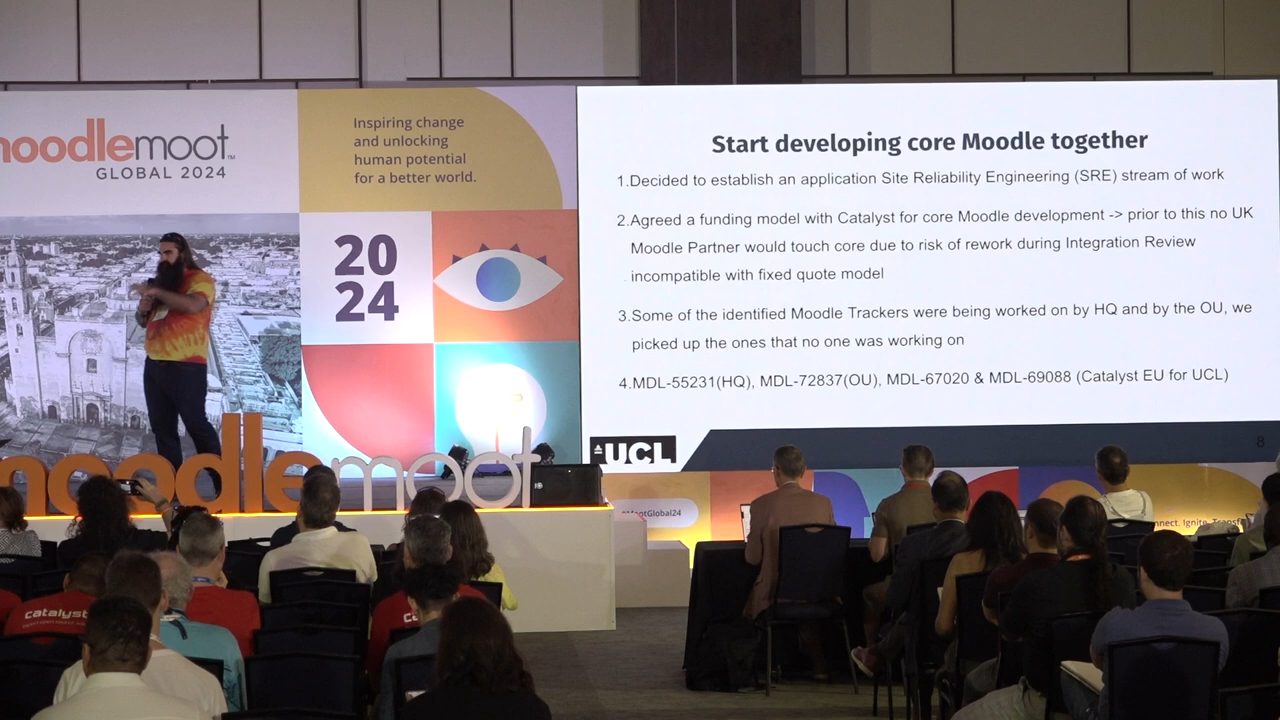 moodlemoot™
GLOBAL 2024
Inspiring change
and unlocking
human potential
for a better world.
20
24
Start developing core Moodle together
1.Decided to establish an application Site Reliability Engineering (SRE) stream of work
2.Agreed a funding model with Catalyst for core Moodle development -> prior to this no UK
Moodle Partner would touch core due to risk of rework during Integration Review
incompatible with fixed quote model
3.Some of the identified Moodle Trackers were being worked on by HQ and by the OU, we
picked up the ones that no one was working on
4.MDL-55231(HQ), MDL-72837(OU), MDL-67020 & MDL-69088 (Catalyst EU for UCL)
UCL
8
moodlemoot
#MootGlobal24
nnect. Ignite. Transfo
catalyst